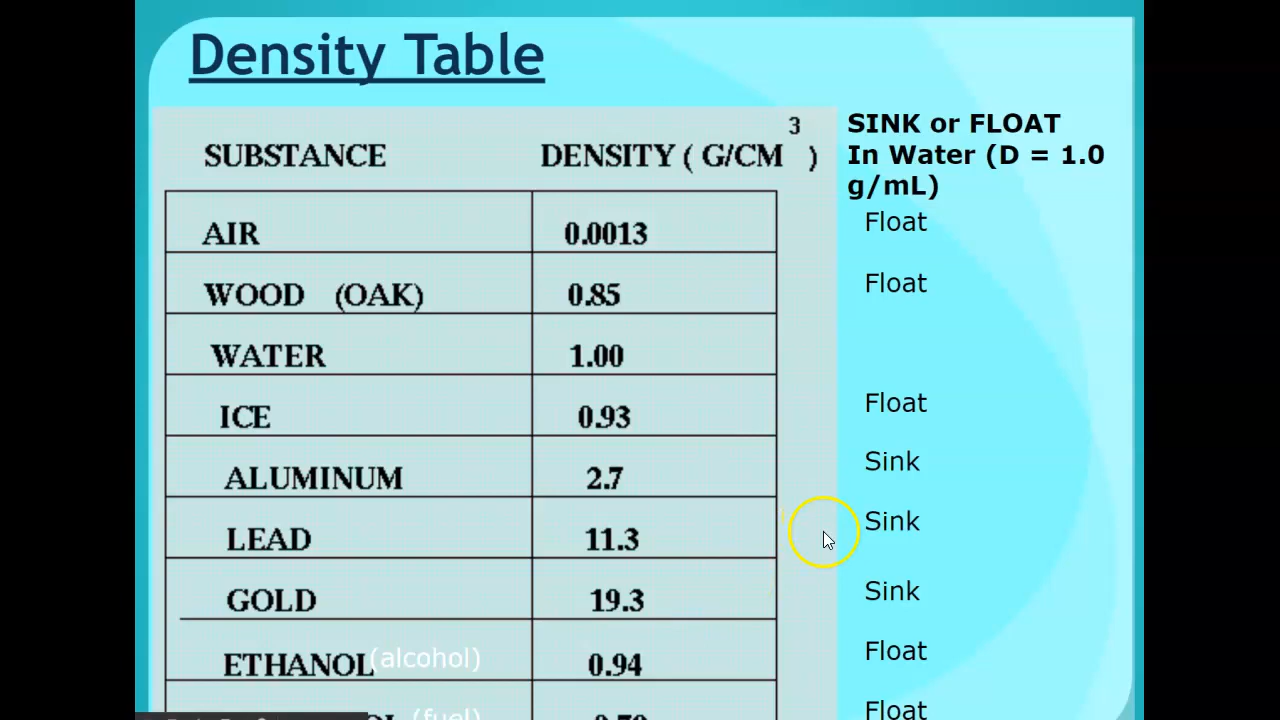 Density Table
SUBSTANCE DENSITY ( G/CM 3 )
SINK or FLOAT
In Water (D = 1.0
g/mL)
AIR 0.0013 Float
WOOD (OAK) 0.85 Float
WATER 1.00
ICE 0.93 Float
ALUMINUM 2.7 Sink
LEAD 11.3 Sink
GOLD 19.3 Sink
ETHANOL (alcohol) 0.94 Float
(fuel) Float